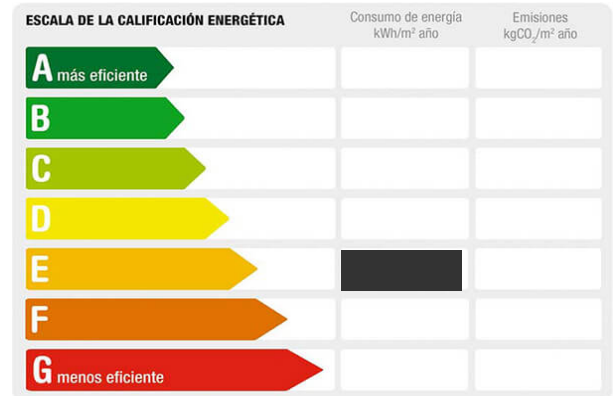 ESCALA DE LA CALIFICACIÓN ENERGÉTICA
Consumo de energía
kWh/m² año
Emisiones
kgCO₂/m² año
A más eficiente
B
C
D
E
F
G menos eficiente